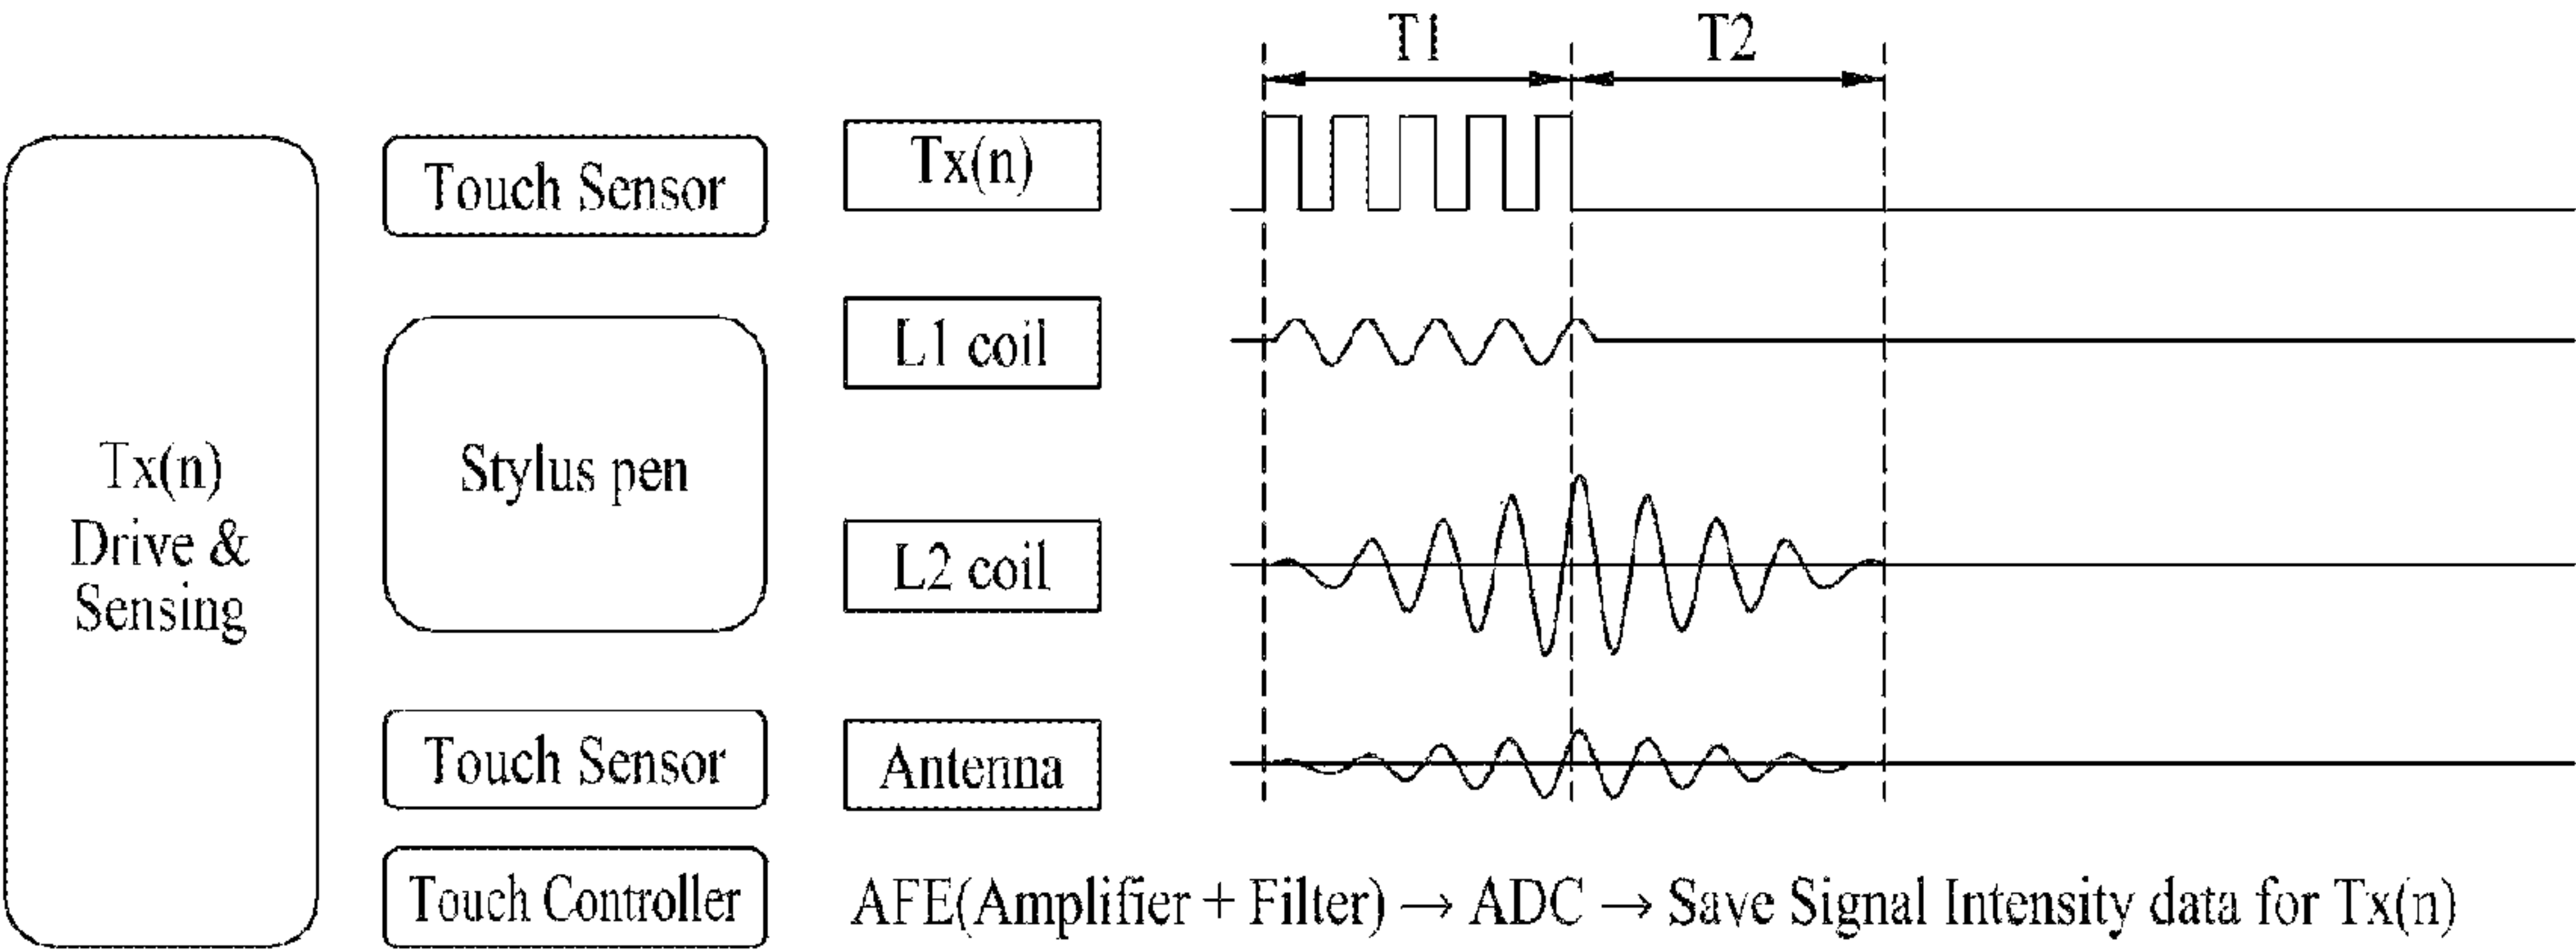 T1
T2
Tx(n)
Drive &
Sensing
Touch Sensor
Tx(n)
Stylus pen
L1 coil
L2 coil
Touch Sensor
Antenna
Touch Controller
AFE(Amplifier + Filter) → ADC → Save Signal Intensity data for Tx(n)